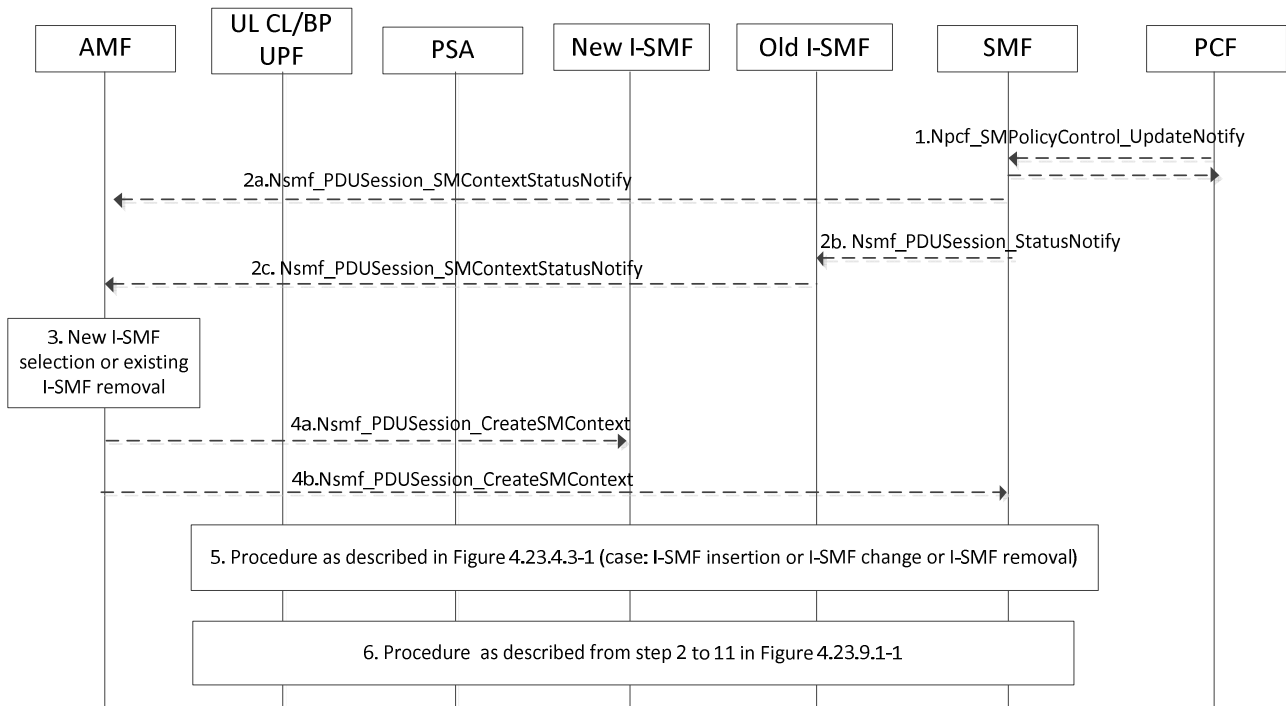 AMF
UL CL/BP
UPF
PSA
New I-SMF
Old I-SMF
SMF
PCF
1.Npcf_SMPolicyControl_UpdateNotify
2a.Nsmf_PDUSession_SMContextStatusNotify
2b. Nsmf_PDUSession_StatusNotify
2c. Nsmf_PDUSession_SMContextStatusNotify
3. New I-SMF
selection or existing
I-SMF removal
4a.Nsmf_PDUSession_CreateSMContext
4b.Nsmf_PDUSession_CreateSMContext
5. Procedure as described in Figure 4.23.4.3-1 (case: I-SMF insertion or I-SMF change or I-SMF removal)
6. Procedure as described from step 2 to 11 in Figure 4.23.9.1-1